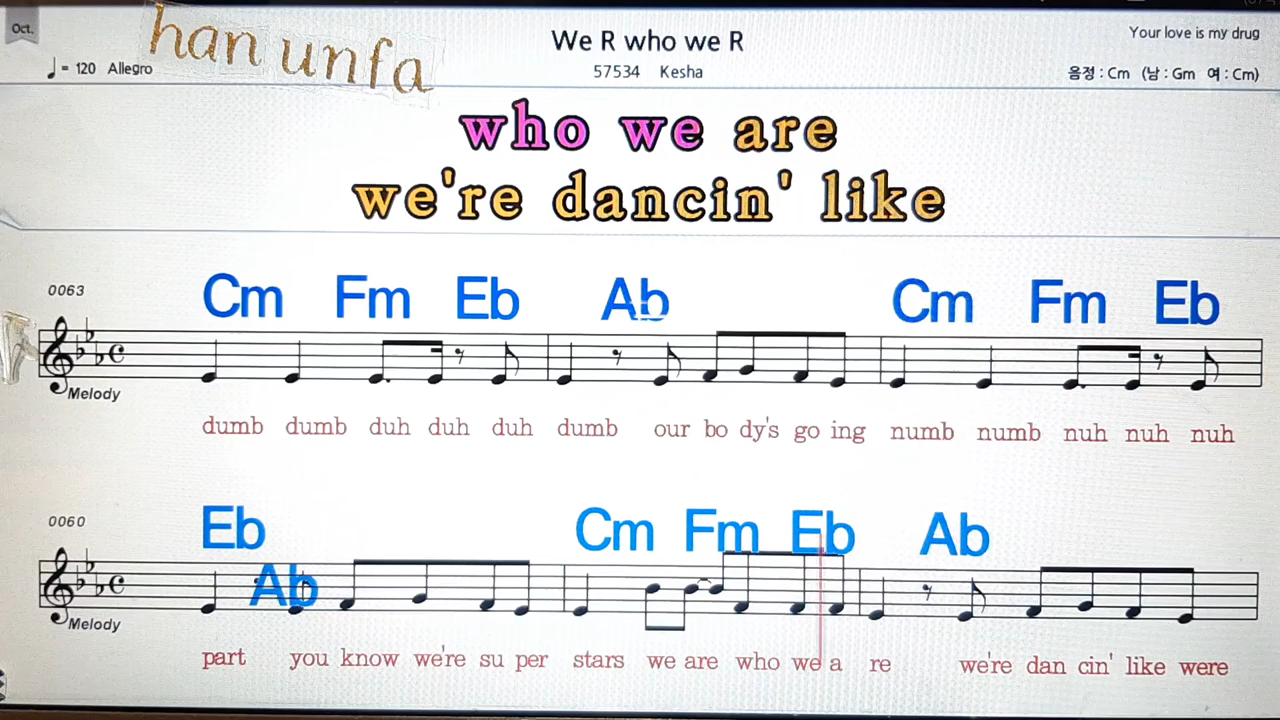 Oct.
han unfa
We R who we R
Your love is my drug
♩= 120 Allegro
57534 Kesha
음정 : Cm (남 : Gm 여 : Cm)
who we are
we're dancin' like
0063
Cm Fm Eb Ab Cm Fm Eb
Melody
dumb dumb duh duh duh dumb our bo dy's go ing numb numb nuh nuh nuh
0060
Eb Ab Cm Fm Eb Ab
Melody
part you know we're su per stars we are who we a re we're dan cin' like were